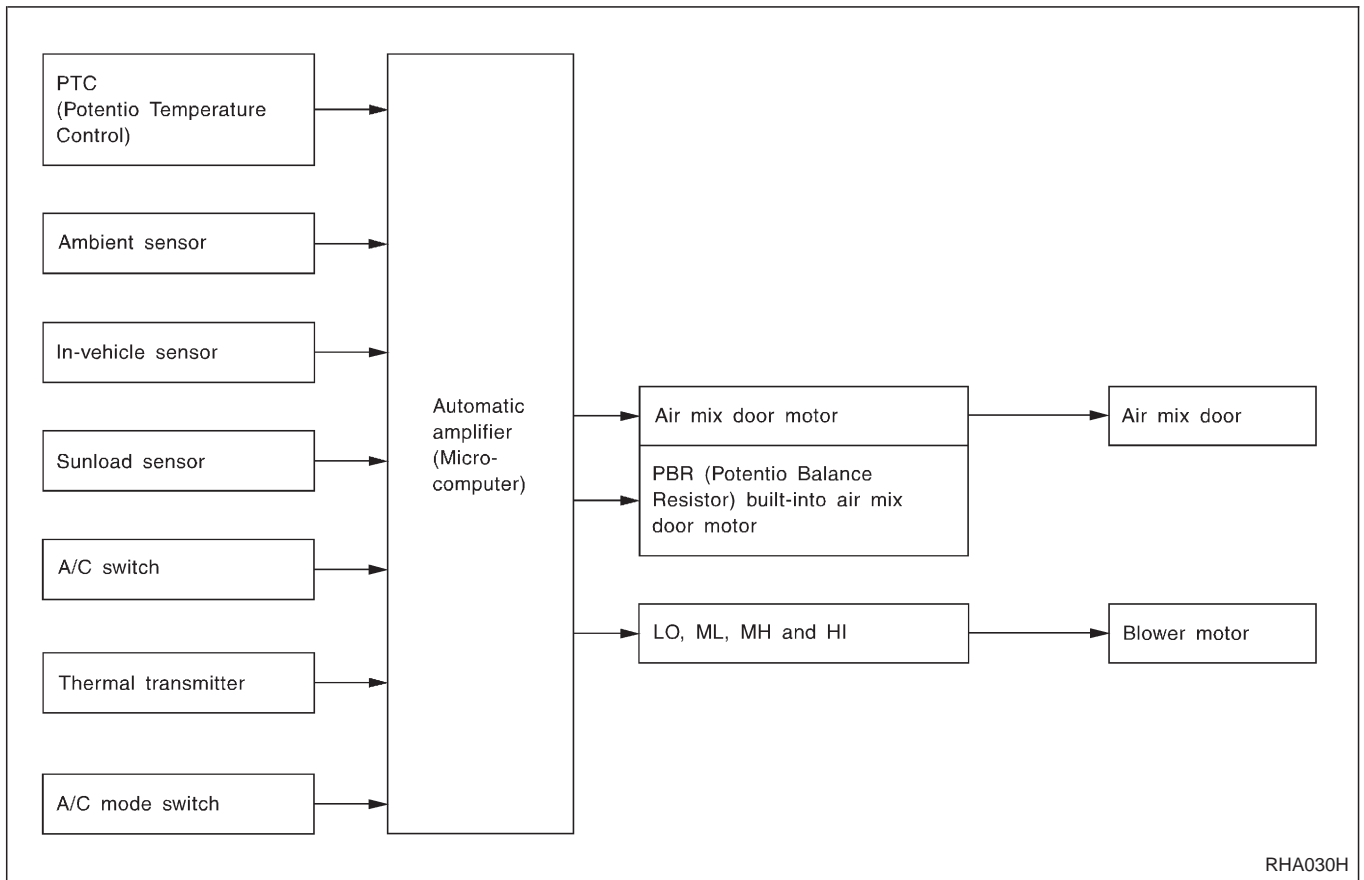 PTC
(Potentio Temperature
Control)
Ambient sensor
In-vehicle sensor
Sunload sensor
A/C switch
Thermal transmitter
A/C mode switch
Automatic
amplifier
(Micro-
computer)
Air mix door motor
PBR (Potentio Balance
Resistor) built-into air mix
door motor
LO, ML, MH and HI
Air mix door
Blower motor
RHA030H